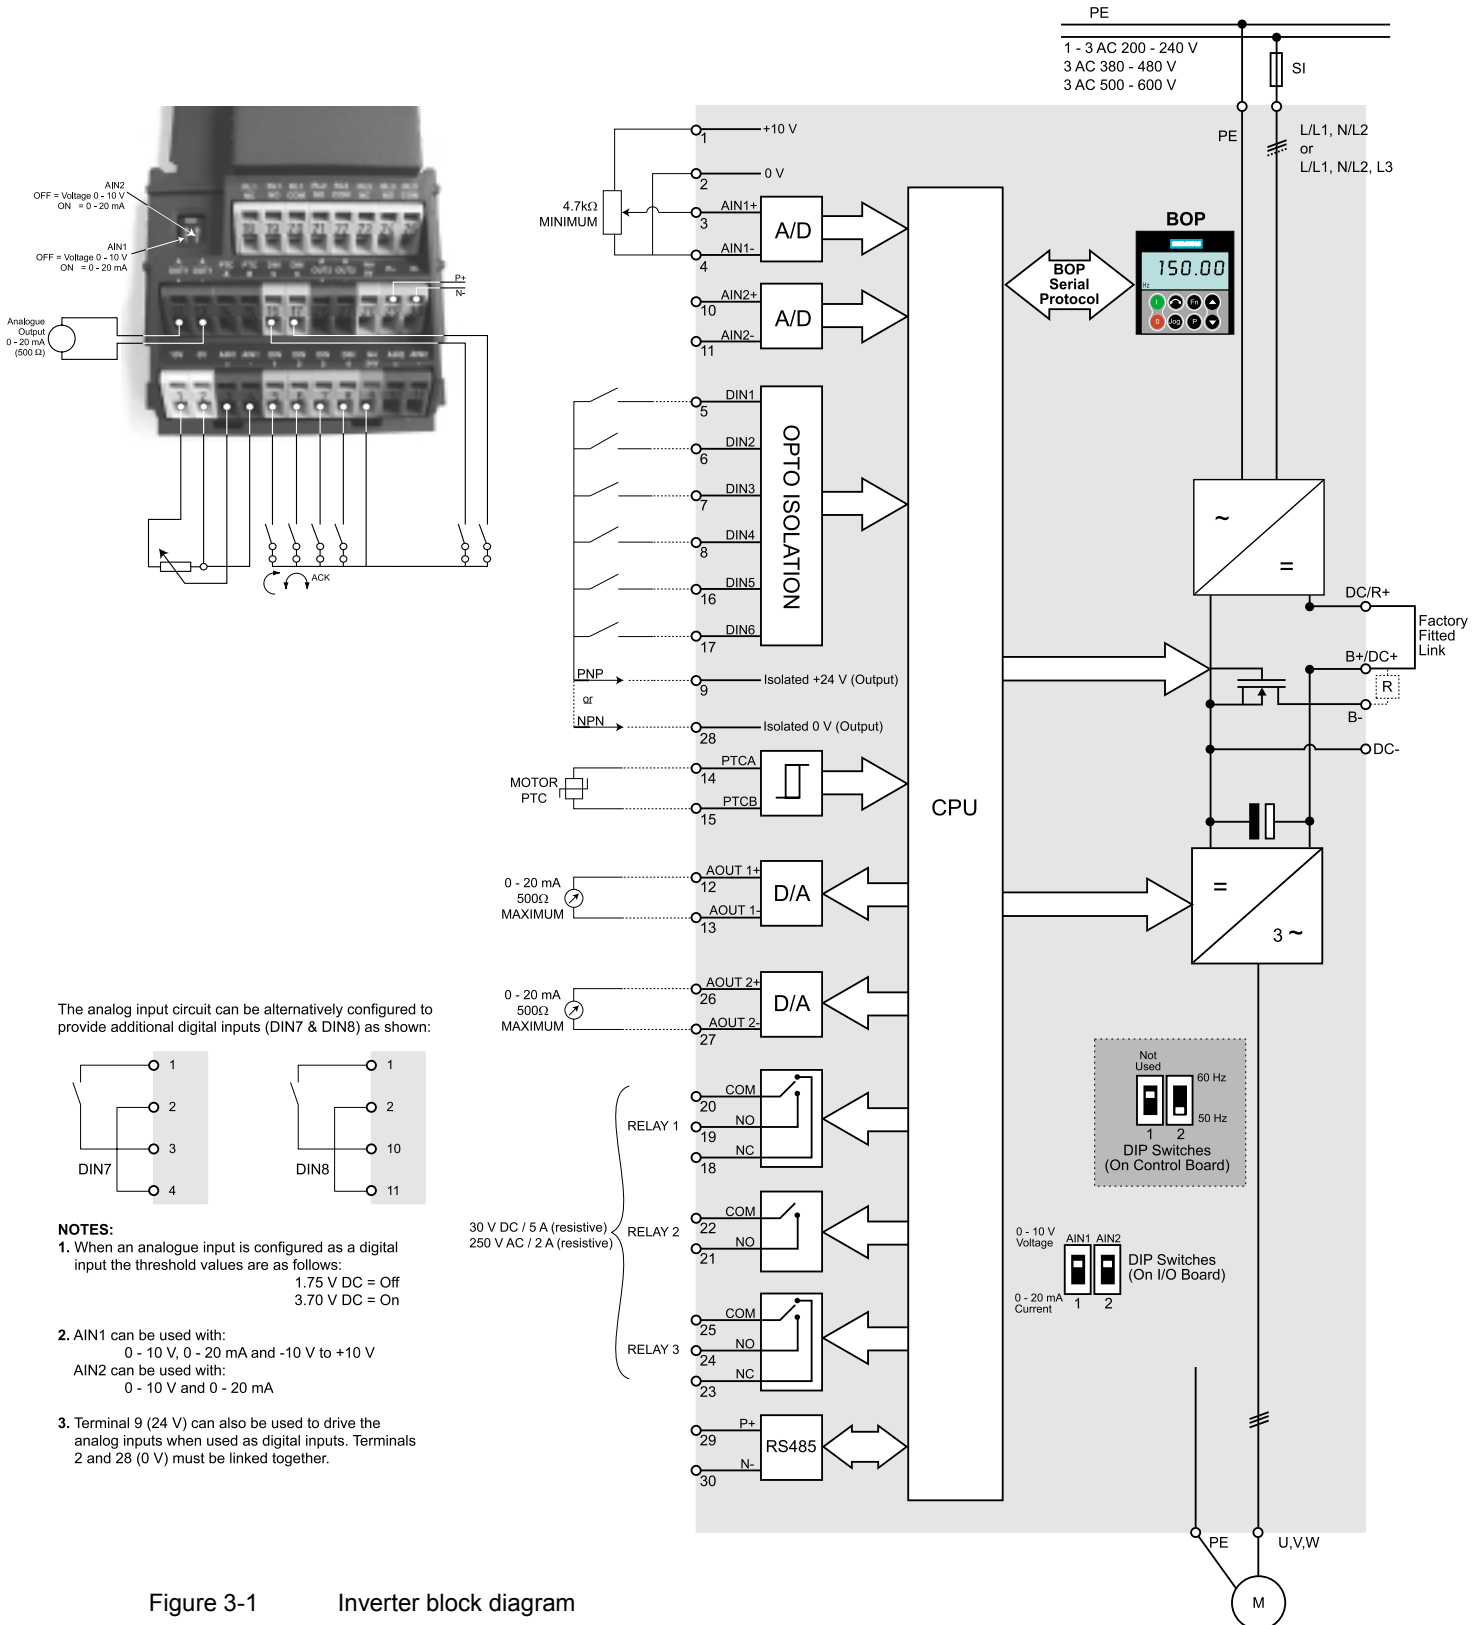 PE
1 - 3 AC 200 - 240 V
3 AC 380 - 480 V
3 AC 500 - 600 V
SI
PE
L/L1, N/L2
or
L/L1, N/L2, L3
AIN2
OFF = Voltage 0 - 10 V
ON = 0 - 20 mA
AIN1
OFF = Voltage 0 - 10 V
ON = 0 - 20 mA
P+
N-
Analogue
Output
0 - 20 mA
(500 Ω)
ACK
1
+10 V
2
0 V
4.7kΩ
MINIMUM
AIN1+
3
AIN1-
4
A/D
AIN2+
10
AIN2-
11
A/D
BOP
Serial
Protocol
BOP
SIEMENS
150.00
Hz
I
Fn
0
Jog
P
DIN1
5
DIN2
6
DIN3
7
DIN4
8
DIN5
16
DIN6
17
OPTO ISOLATION
PNP
9
Isolated +24 V (Output)
or
NPN
28
Isolated 0 V (Output)
MOTOR
PTC
PTCA
14
PTCB
15
CPU
~
=
DC/R+
Factory
Fitted
Link
B+/DC+
R
B-
DC-
=
3 ~
0 - 20 mA
500Ω
MAXIMUM
AOUT 1+
12
AOUT 1-
13
D/A
0 - 20 mA
500Ω
MAXIMUM
AOUT 2+
26
AOUT 2-
27
D/A
The analog input circuit can be alternatively configured to
provide additional digital inputs (DIN7 & DIN8) as shown:
1
2
3
4
DIN7
1
2
10
11
DIN8
30 V DC / 5 A (resistive)
250 V AC / 2 A (resistive)
RELAY 1
COM
20
NO
19
NC
18
RELAY 2
COM
22
NO
21
RELAY 3
COM
25
NO
24
NC
23
P+
29
N-
30
RS485
Not
Used
60 Hz
50 Hz
1 2
DIP Switches
(On Control Board)
0 - 10 V
Voltage
AIN1 AIN2
0 - 20 mA
Current
1 2
DIP Switches
(On I/O Board)
NOTES:
1. When an analogue input is configured as a digital
input the threshold values are as follows:
1.75 V DC = Off
3.70 V DC = On
2. AIN1 can be used with:
0 - 10 V, 0 - 20 mA and -10 V to +10 V
AIN2 can be used with:
0 - 10 V and 0 - 20 mA
3. Terminal 9 (24 V) can also be used to drive the
analog inputs when used as digital inputs. Terminals
2 and 28 (0 V) must be linked together.
PE
U,V,W
M
Figure 3-1 Inverter block diagram